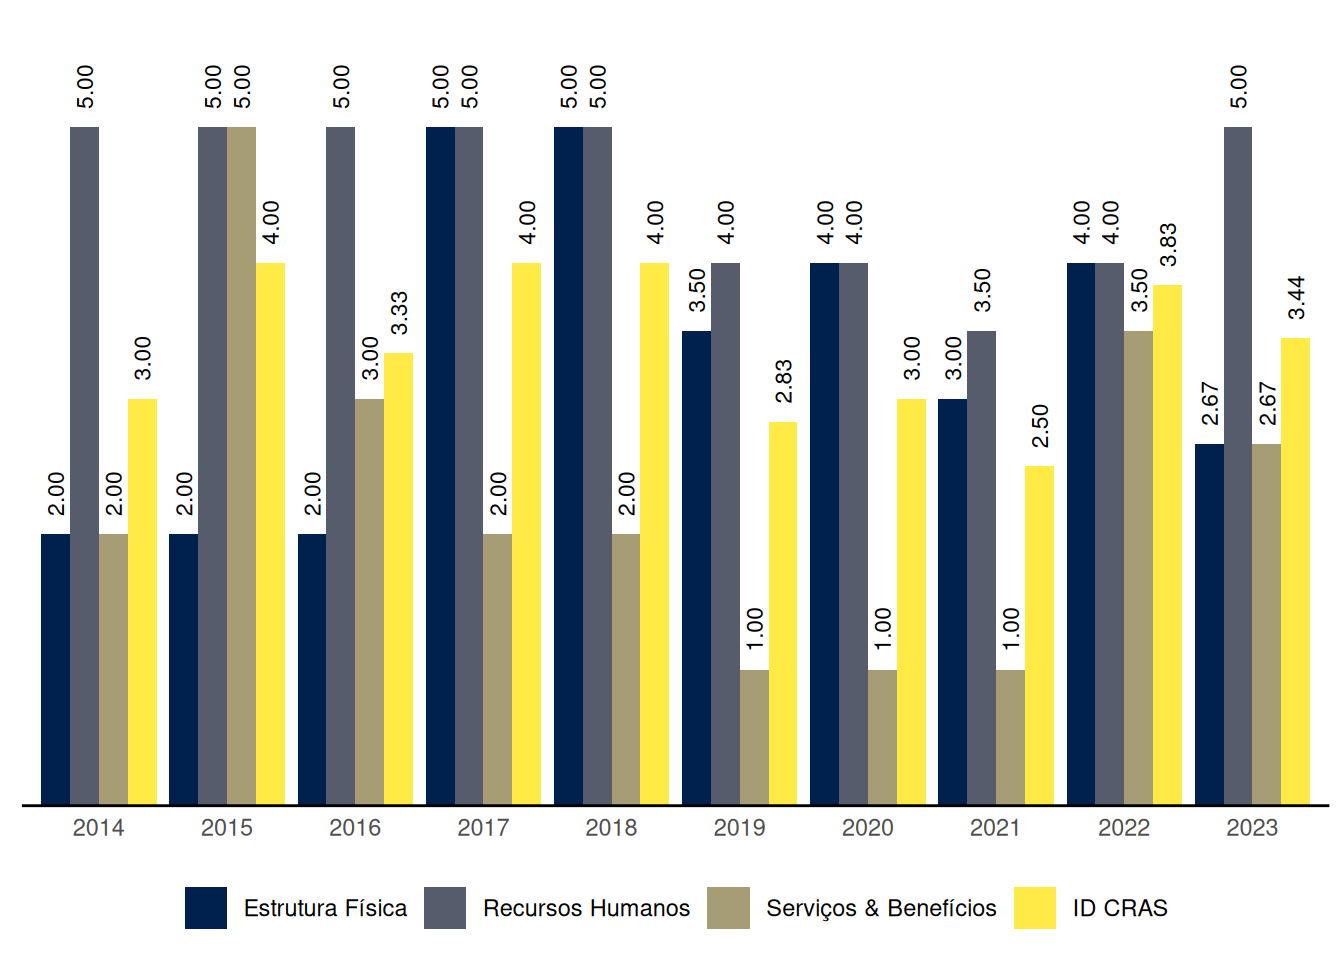 5.00 5.00 5.00 5.00 5.00 5.00 5.00 5.00 5.00
4.00 4.00 4.00 4.00 4.00 4.00 4.00 4.00
3.83
3.50 3.50 3.50 3.44
3.33
3.00 3.00 3.00 3.00
2.83 2.67 2.67
2.50
2.00 2.00 2.00 2.00 2.00 2.00
1.00 1.00 1.00
2014 2015 2016 2017 2018 2019 2020 2021 2022 2023
Estrutura Física Recursos Humanos Serviços & Benefícios ID CRAS